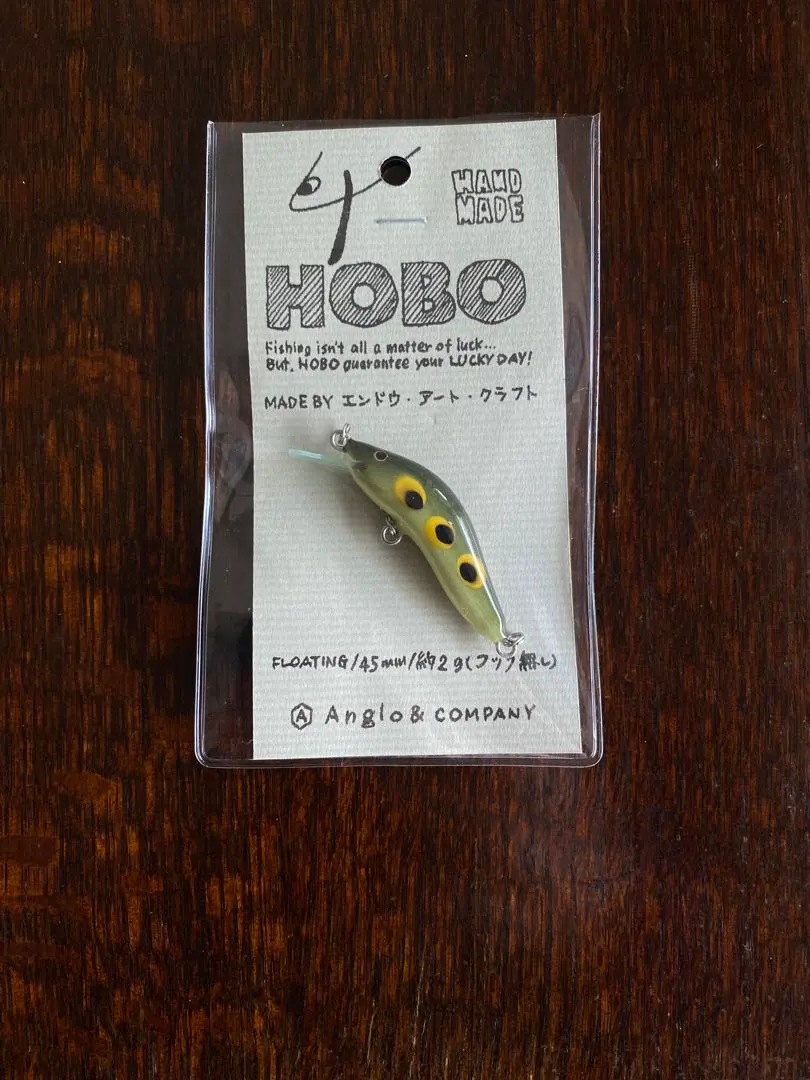 HAND
MADE
HOBO
Fishing isn't all a matter of luck...
But, HOBO guarantee your LUCKY DAY!
MADE BY エンドウ・アート・クラフト
FLOATING/45mm/約2g(フック無し)
A Anglo & COMPANY